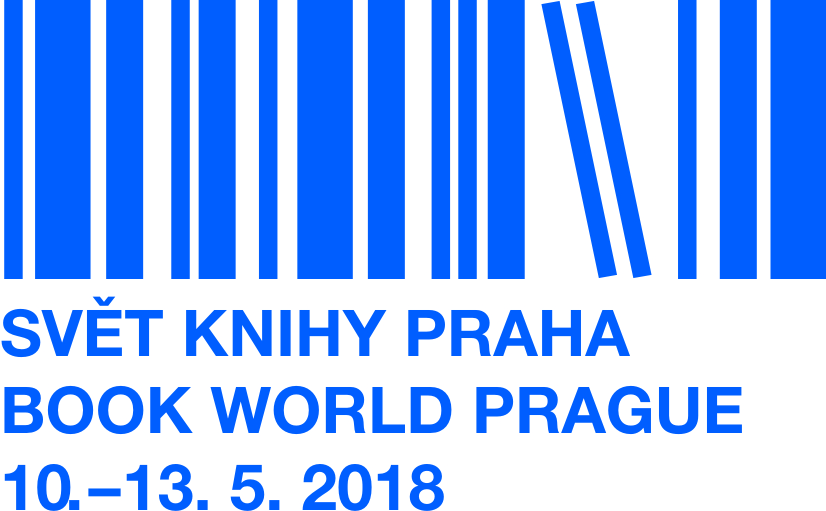 SVĚT KNIHY PRAHA
BOOK WORLD PRAGUE
10.–13. 5. 2018